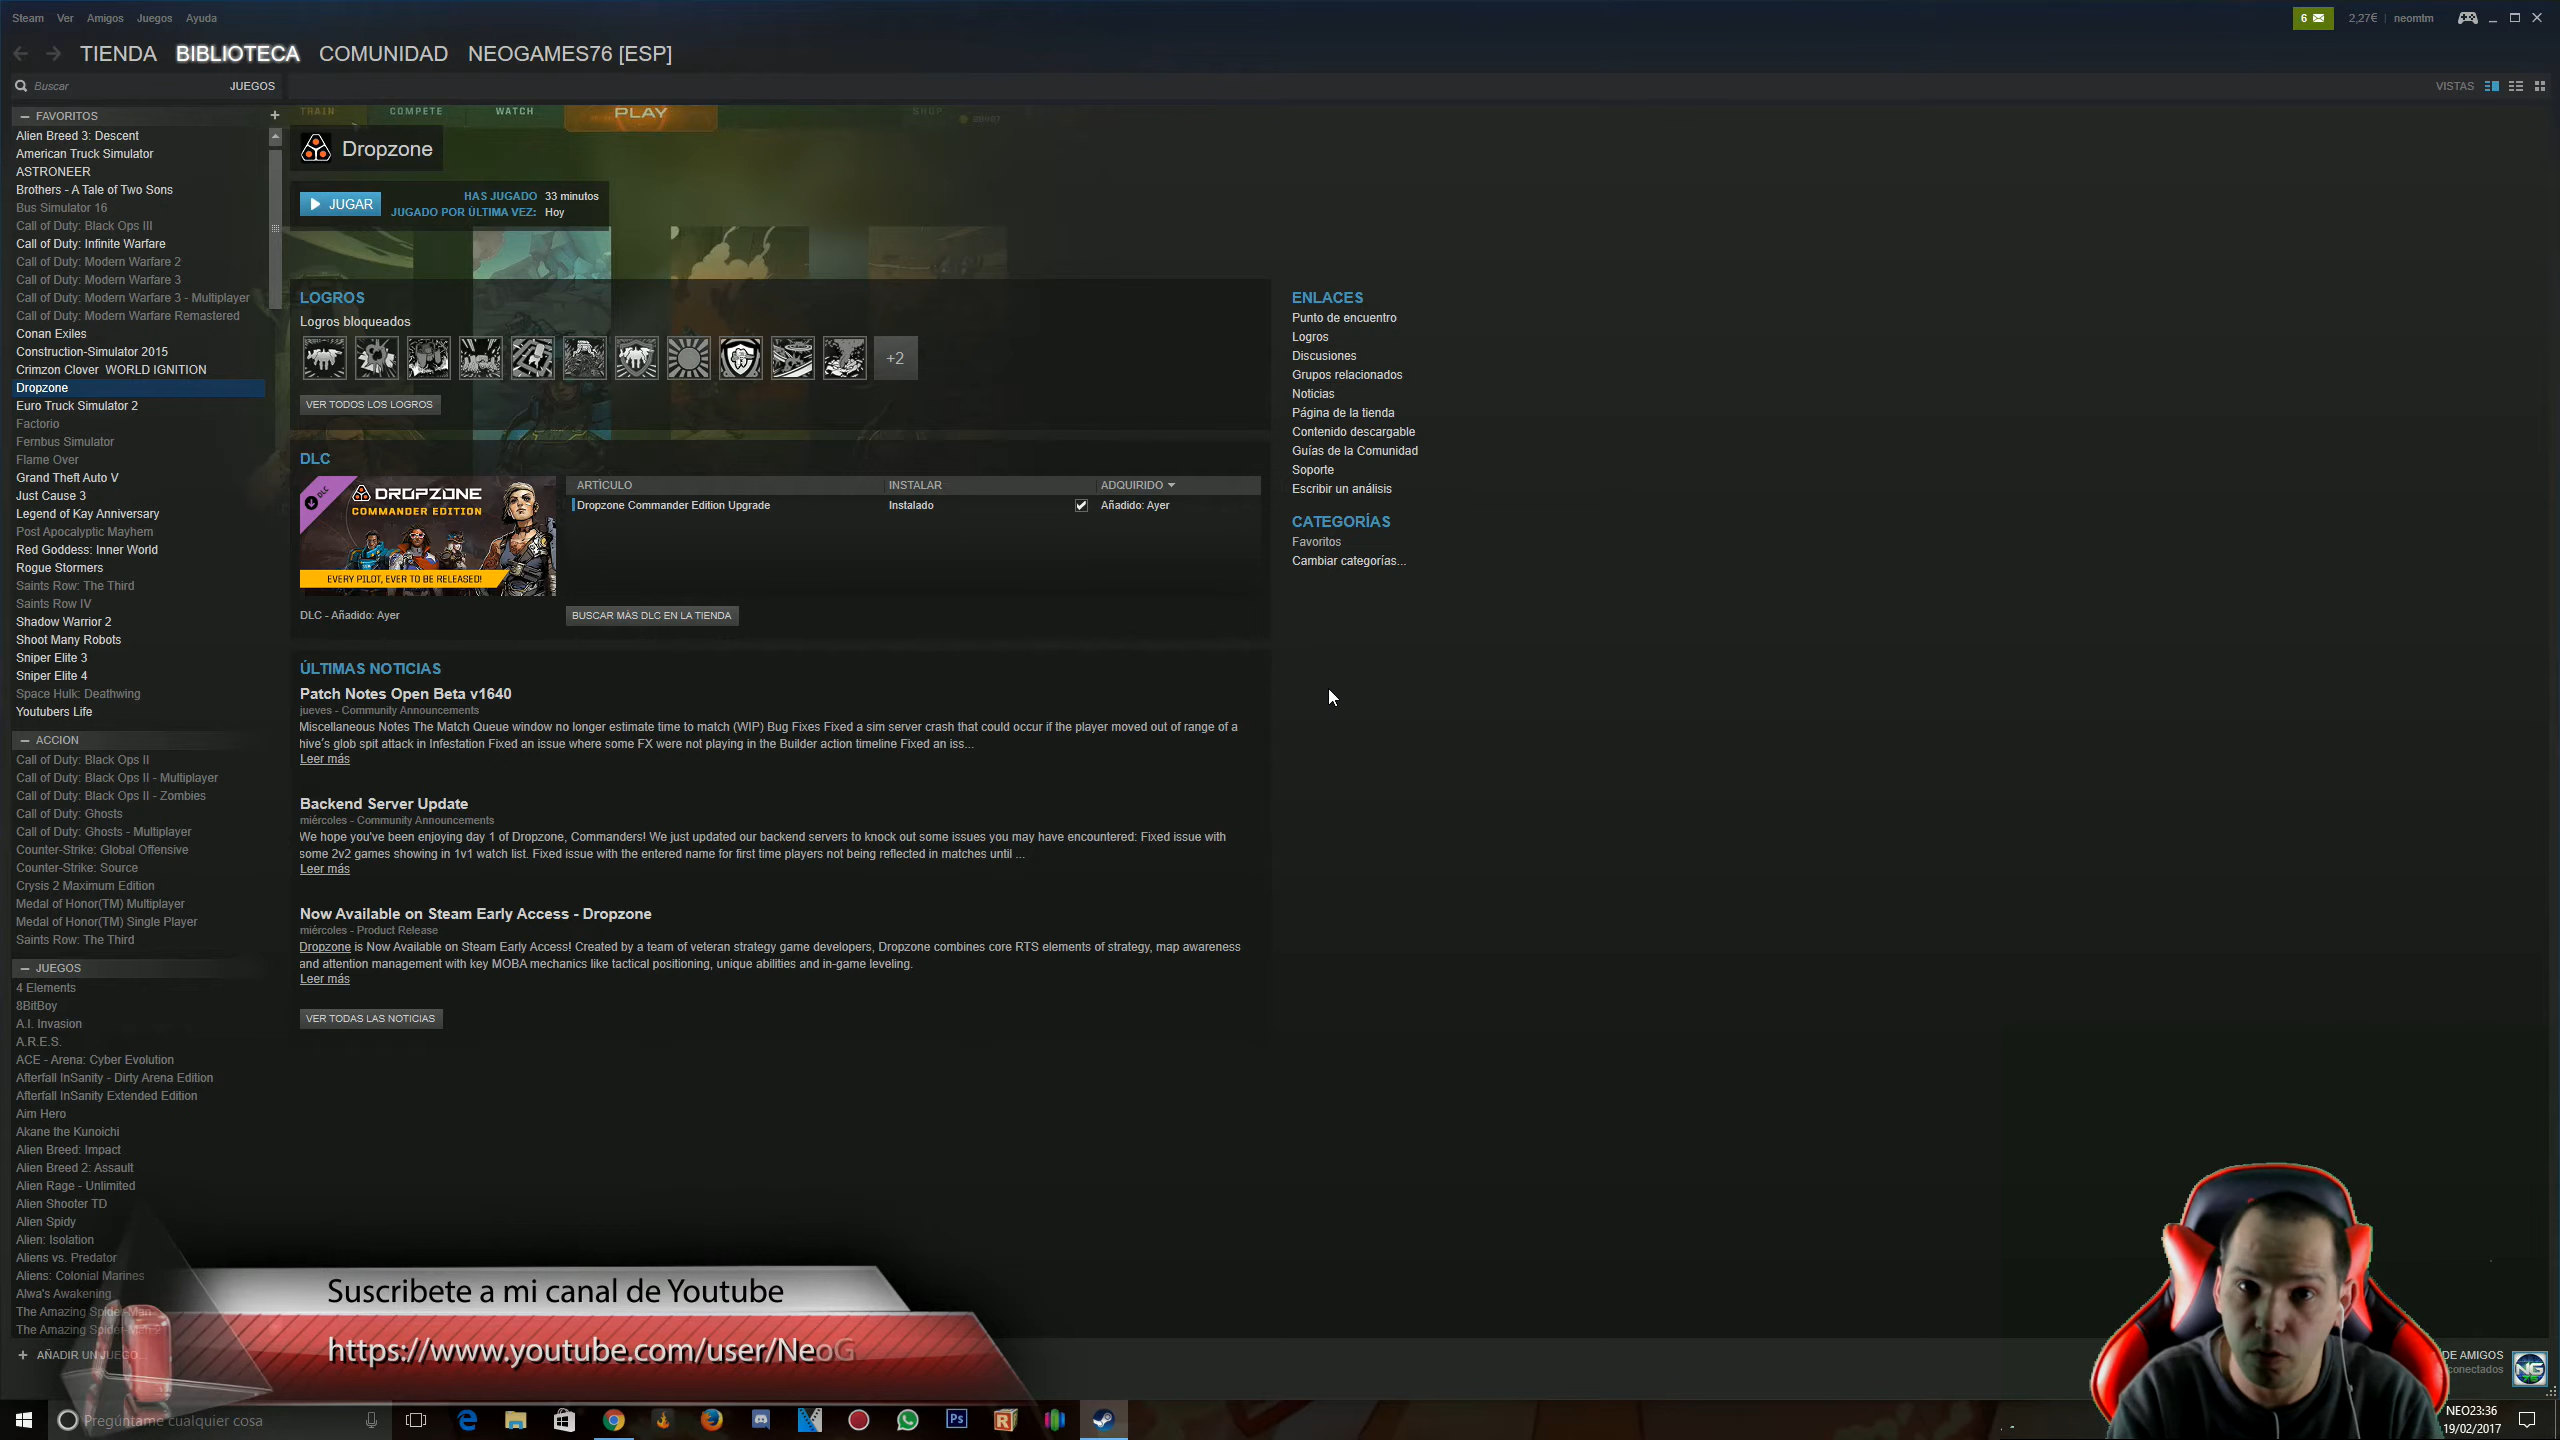 Steam Ver Amigos Juegos Ayuda
6 2,27€ | neomtm
TIENDA BIBLIOTECA COMUNIDAD NEOGAMES76 [ESP]
Buscar JUEGOS
VISTAS
FAVORITOS +
Alien Breed 3: Descent
American Truck Simulator
ASTRONEER
Brothers - A Tale of Two Sons
Bus Simulator 16
Call of Duty: Black Ops III
Call of Duty: Infinite Warfare
Call of Duty: Modern Warfare 2
Call of Duty: Modern Warfare 3
Call of Duty: Modern Warfare 3 - Multiplayer
Call of Duty: Modern Warfare Remastered
Conan Exiles
Construction-Simulator 2015
Crimzon Clover WORLD IGNITION
Dropzone
Euro Truck Simulator 2
Factorio
Fernbus Simulator
Flame Over
Grand Theft Auto V
Just Cause 3
Legend of Kay Anniversary
Post Apocalyptic Mayhem
Red Goddess: Inner World
Rogue Stormers
Saints Row: The Third
Saints Row IV
Shadow Warrior 2
Shoot Many Robots
Sniper Elite 3
Sniper Elite 4
Space Hulk: Deathwing
Youtubers Life
ACCION
Call of Duty: Black Ops II
Call of Duty: Black Ops II - Multiplayer
Call of Duty: Black Ops II - Zombies
Call of Duty: Ghosts
Call of Duty: Ghosts - Multiplayer
Counter-Strike: Global Offensive
Counter-Strike: Source
Crysis 2 Maximum Edition
Medal of Honor(TM) Multiplayer
Medal of Honor(TM) Single Player
Saints Row: The Third
JUEGOS
4 Elements
8BitBoy
A.I. Invasion
A.R.E.S.
ACE - Arena: Cyber Evolution
Afterfall InSanity - Dirty Arena Edition
Afterfall InSanity Extended Edition
Aim Hero
Akane the Kunoichi
Alien Breed: Impact
Alien Breed 2: Assault
Alien Rage - Unlimited
Alien Shooter TD
Alien Spidy
Alien: Isolation
Aliens vs. Predator
Aliens: Colonial Marines
Alwa's Awakening
The Amazing Spider-Man
The Amazing Spider-Man 2
+ AÑADIR UN JUEGO...
TRAIN COMPETE WATCH PLAY SHOP
Dropzone
JUGAR
HAS JUGADO 33 minutos
JUGADO POR ÚLTIMA VEZ: Hoy
LOGROS
Logros bloqueados
+2
VER TODOS LOS LOGROS
DLC
DLC
DROPZONE
COMMANDER EDITION
EVERY PILOT, EVER TO BE RELEASED!
DLC - Añadido: Ayer
ARTÍCULO INSTALAR ADQUIRIDO
Dropzone Commander Edition Upgrade Instalado Añadido: Ayer
BUSCAR MÁS DLC EN LA TIENDA
ÚLTIMAS NOTICIAS
Patch Notes Open Beta v1640
jueves - Community Announcements
Miscellaneous Notes The Match Queue window no longer estimate time to match (WIP) Bug Fixes Fixed a sim server crash that could occur if the player moved out of range of a
hive's glob spit attack in Infestation Fixed an issue where some FX were not playing in the Builder action timeline Fixed an iss...
Leer más
Backend Server Update
miércoles - Community Announcements
We hope you've been enjoying day 1 of Dropzone, Commanders! We just updated our backend servers to knock out some issues you may have encountered: Fixed issue with
some 2v2 games showing in 1v1 watch list. Fixed issue with the entered name for first time players not being reflected in matches until ...
Leer más
Now Available on Steam Early Access - Dropzone
miércoles - Product Release
Dropzone is Now Available on Steam Early Access! Created by a team of veteran strategy game developers, Dropzone combines core RTS elements of strategy, map awareness
and attention management with key MOBA mechanics like tactical positioning, unique abilities and in-game leveling.
Leer más
VER TODAS LAS NOTICIAS
ENLACES
Punto de encuentro
Logros
Discusiones
Grupos relacionados
Noticias
Página de la tienda
Contenido descargable
Guías de la Comunidad
Soporte
Escribir un análisis
CATEGORÍAS
Favoritos
Cambiar categorías...
Suscribete a mi canal de Youtube
https://www.youtube.com/user/NeoG
DE AMIGOS
conectados
NG
Pregúntame cualquier cosa
Ps
NEO23:36
19/02/2017